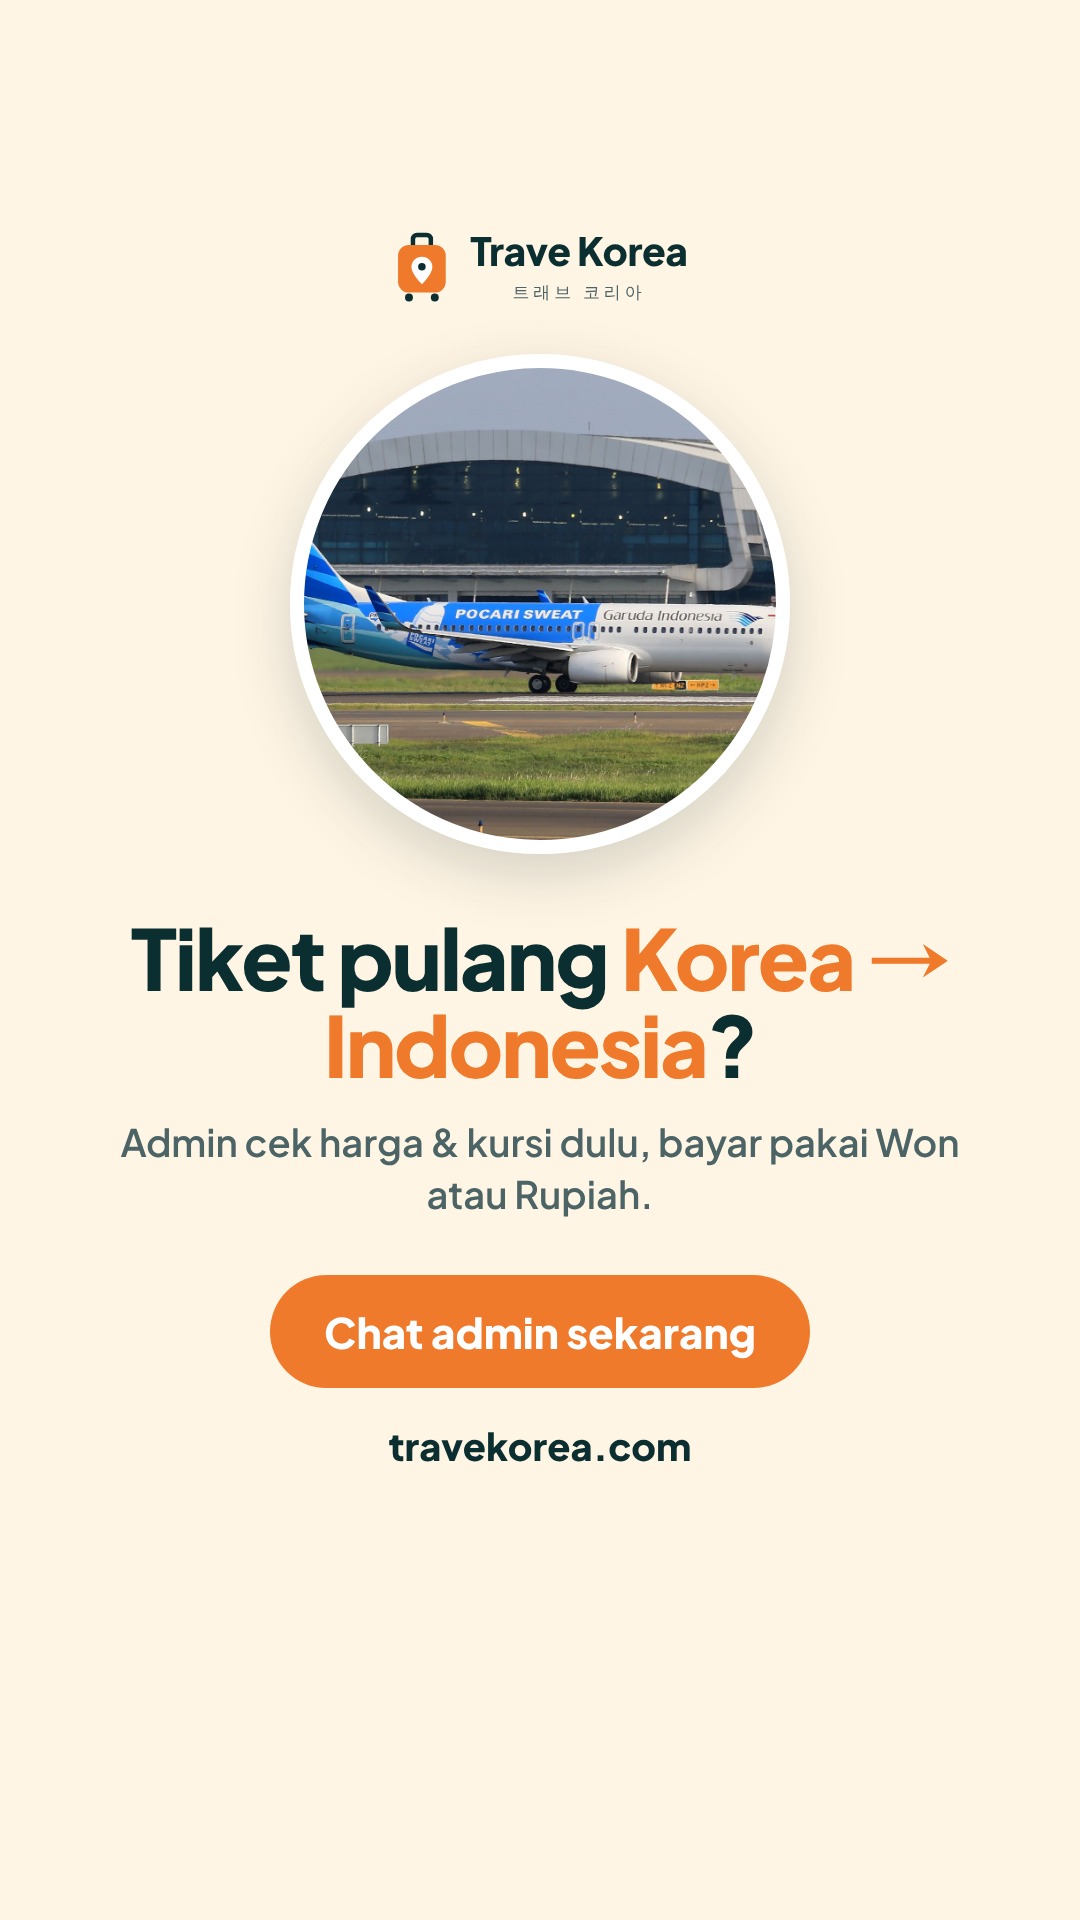 Trave Korea
트래브 코리아
POCARI SWEAT Garuda Indonesia
Tiket pulang Korea →
Indonesia?
Admin cek harga & kursi dulu, bayar pakai Won
atau Rupiah.
Chat admin sekarang
travekorea.com